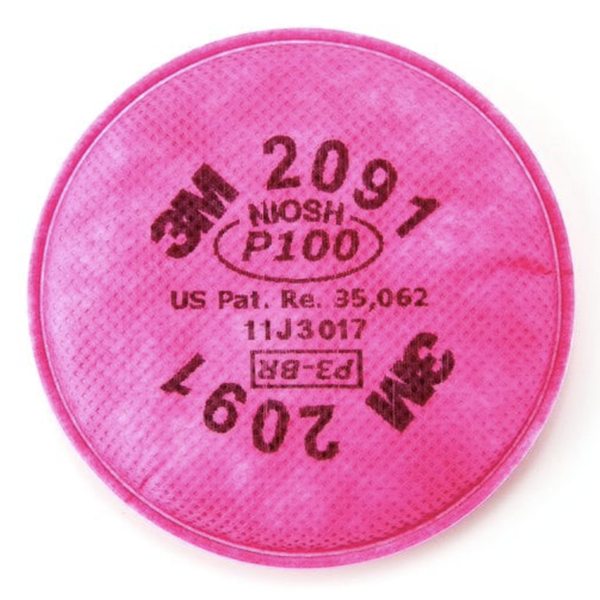 3M 2091
NIOSH
P100
US Pat. Re. 35,062
11J3017
P3-BR
3M 2091